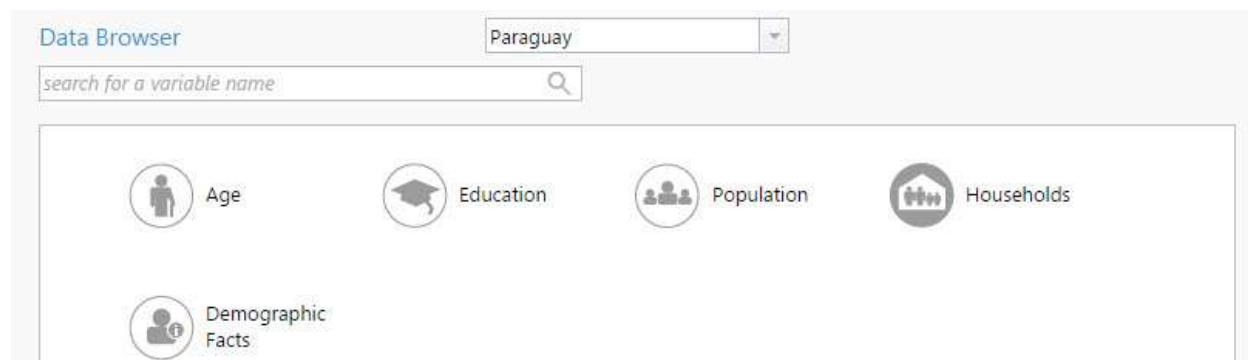 Data Browser
Paraguay
search for a variable name
Age
Education
Population
Households
Demographic
Facts